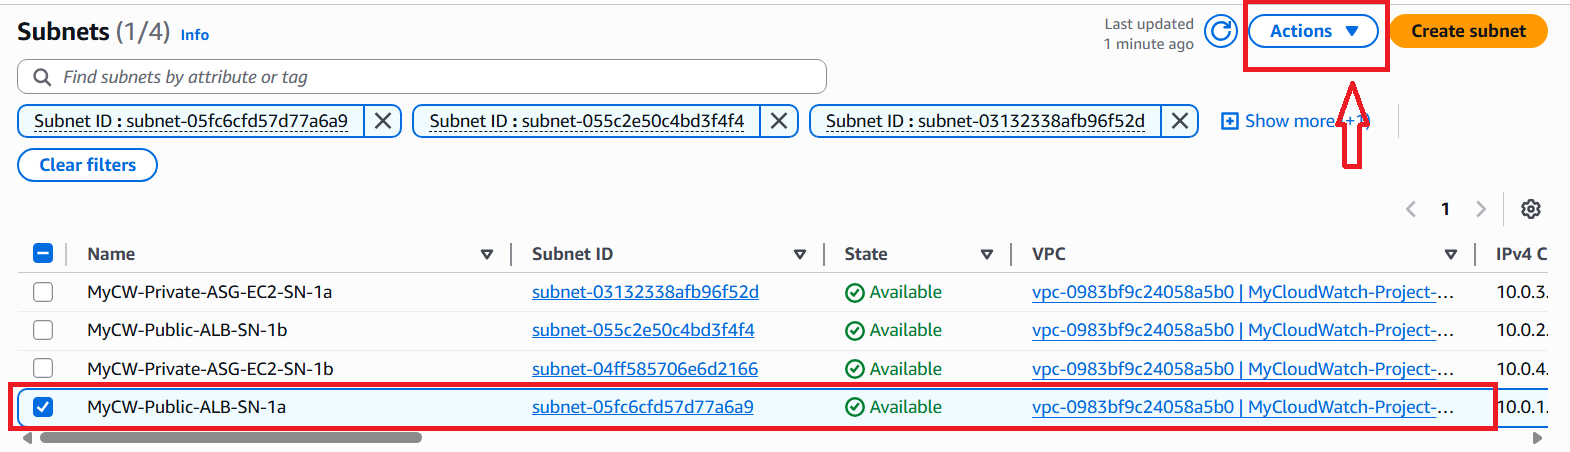 Subnets (1/4) Info
Last updated
1 minute ago
Actions
Create subnet
Find subnets by attribute or tag
Subnet ID : subnet-05fc6cfd57d77a6a9
Subnet ID : subnet-055c2e50c4bd3f4f4
Subnet ID : subnet-03132338afb96f52d
Show more (+1)
Clear filters
1
Name Subnet ID State VPC IPv4 C
MyCW-Private-ASG-EC2-SN-1a subnet-03132338afb96f52d Available vpc-0983bf9c24058a5b0 | MyCloudWatch-Project-… 10.0.3.
MyCW-Public-ALB-SN-1b subnet-055c2e50c4bd3f4f4 Available vpc-0983bf9c24058a5b0 | MyCloudWatch-Project-… 10.0.2.
MyCW-Private-ASG-EC2-SN-1b subnet-04ff585706e6d2166 Available vpc-0983bf9c24058a5b0 | MyCloudWatch-Project-… 10.0.4.
MyCW-Public-ALB-SN-1a subnet-05fc6cfd57d77a6a9 Available vpc-0983bf9c24058a5b0 | MyCloudWatch-Project-… 10.0.1.